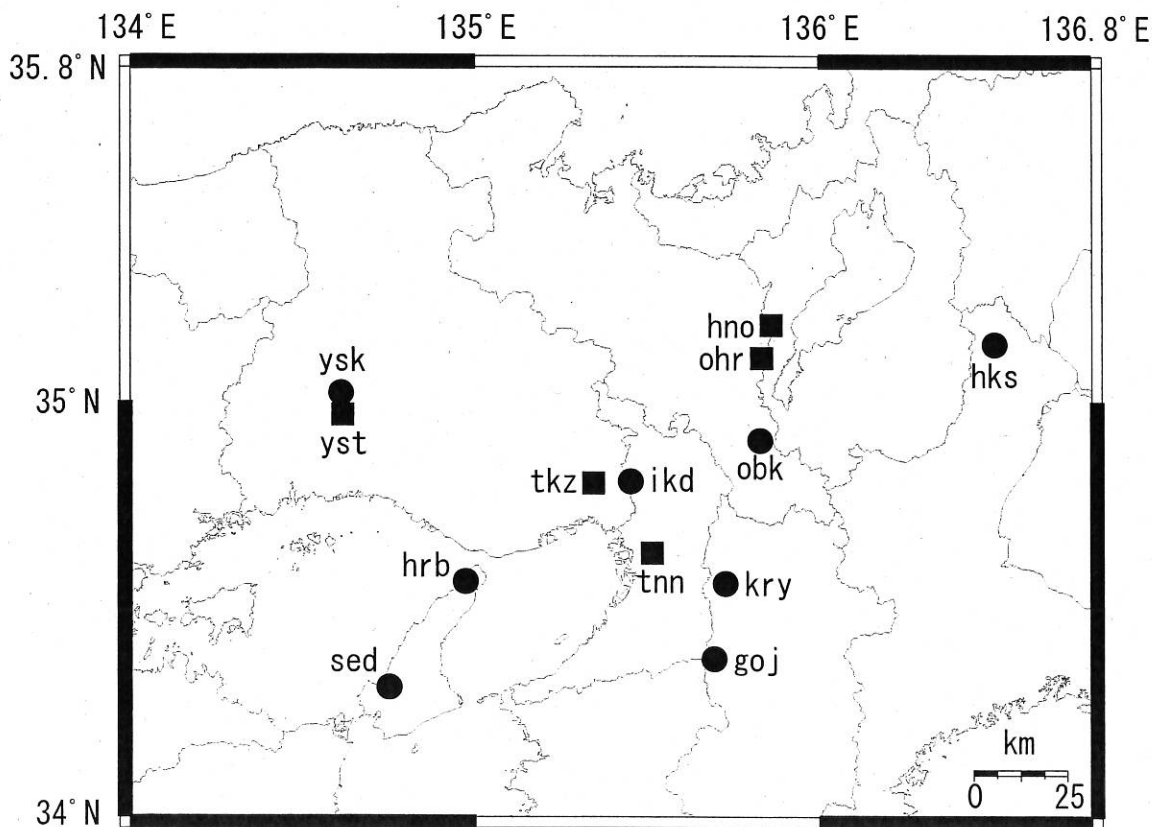 134°E 135°E 136°E 136.8°E
35.8°N
hno
ohr
hks
ysk
35°N
yst
obk
tkz ikd
hrb
tnn
kry
sed
goj
km
0 25
34°N